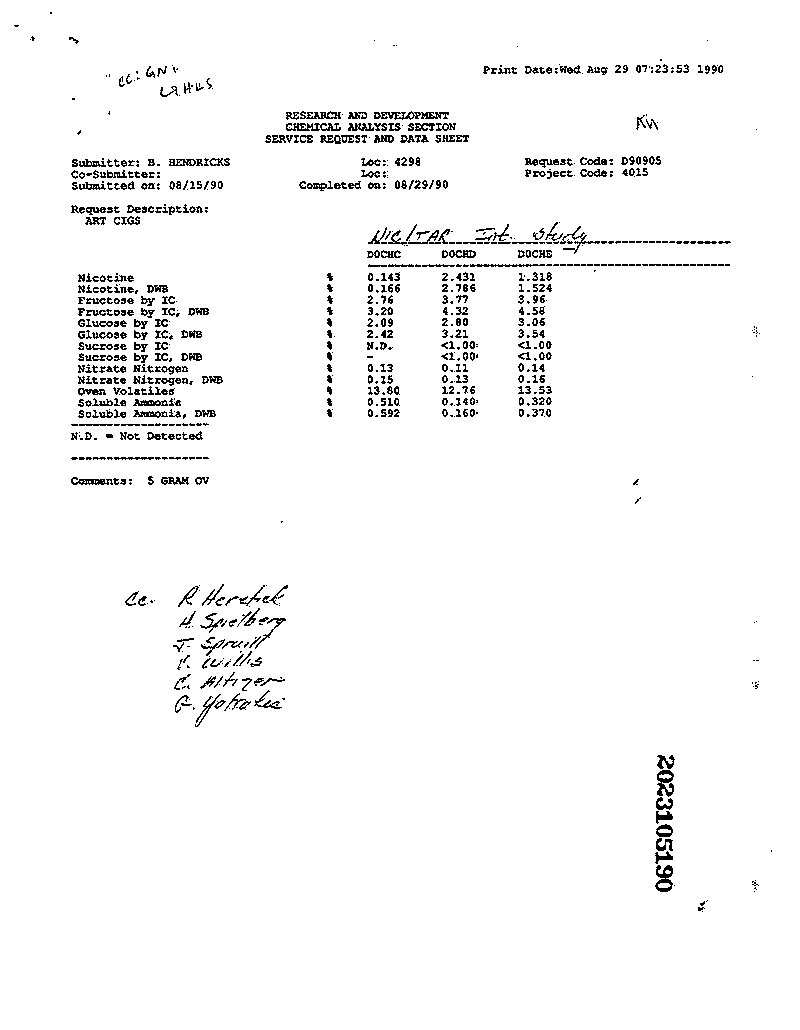 Print Date:Wed Aug 29 07:23:53 1990
CC: GNT
RESEARCH AND DEVELOPMENT
CHEMICAL ANALYSIS SECTION
SERVICE REQUEST AND DATA SHEET
Submitter: B. HENDRICKS Loc: 4298 Request Code: D90905
Co-Submitter: Loc: Project Code: 4015
Submitted on: 08/15/90 Completed on: 08/29/90
Request Description:
ART CIGS
NIC/TAR Int. Study
DOCHC DOCHD DOCHE
Nicotine % 0.143 2.431 1.318
Nicotine, DWB % 0.166 2.786 1.524
Fructose by IC % 2.76 3.77 3.96
Fructose by IC, DWB % 3.20 4.32 4.58
Glucose by IC % 2.09 2.80 3.06
Glucose by IC, DWB % 2.42 3.21 3.54
Sucrose by IC % N.D. <1.00 <1.00
Sucrose by IC, DWB % - <1.00 <1.00
Nitrate Nitrogen % 0.13 0.11 0.14
Nitrate Nitrogen, DWB % 0.15 0.13 0.16
Oven Volatiles % 13.80 12.76 13.53
Soluble Ammonia % 0.510 0.140 0.320
Soluble Ammonia, DWB % 0.592 0.160 0.370
N.D. = Not Detected
Comments: 5 GRAM OV
cc. R. Heretick
H. Spielberg
J. Spruill
Willis
C. Altizer
G. Yatrakis
2023105190